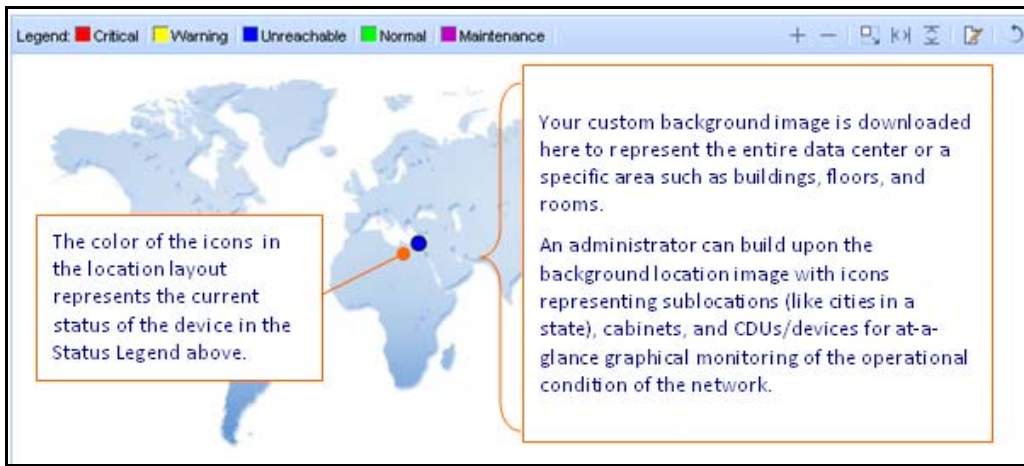 Legend: Critical Warning Unreachable Normal Maintenance
Your custom background image is downloaded
here to represent the entire data center or a
specific area such as buildings, floors, and
rooms.
An administrator can build upon the
background location image with icons
representing sublocations (like cities in a
state), cabinets, and CDUs/devices for at-a-
glance graphical monitoring of the operational
condition of the network.
The color of the icons in
the location layout
represents the current
status of the device in the
Status Legend above.